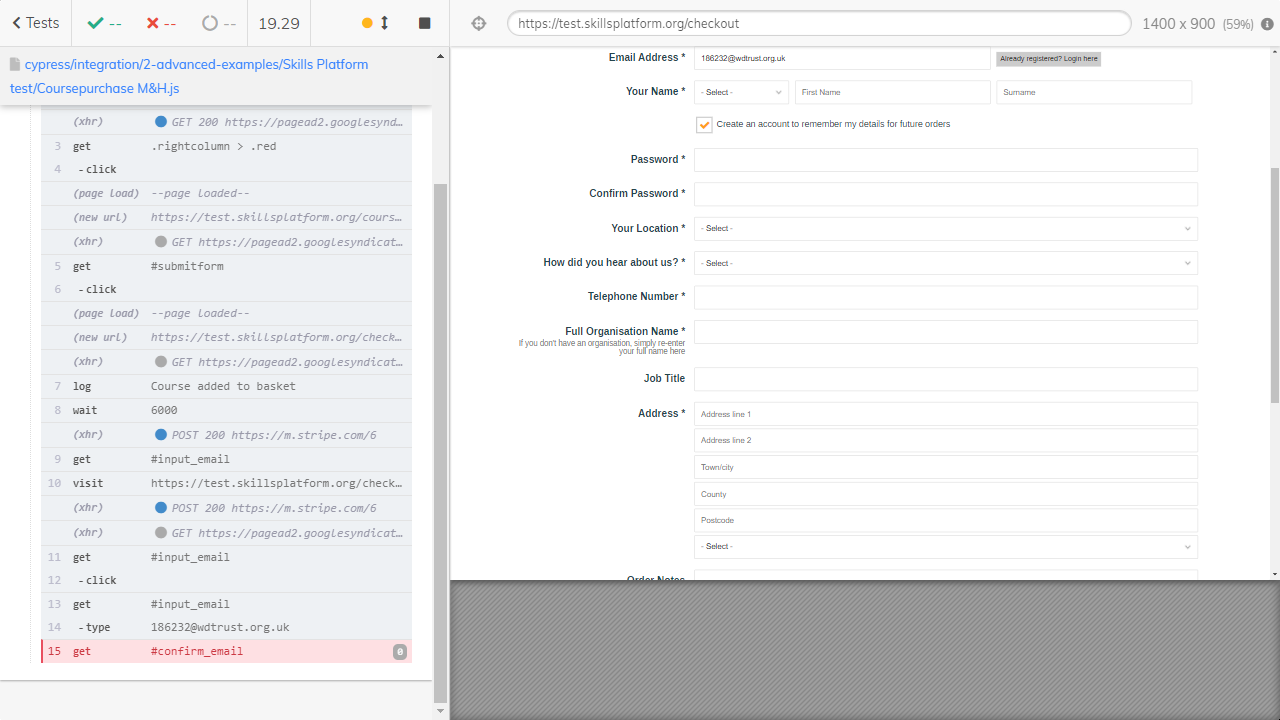 Tests
--
--
--
19.29
https://test.skillsplatform.org/checkout
1400 x 900 (59%)
cypress/integration/2-advanced-examples/Skills Platform
test/Coursepurchase M&H.js
(xhr) GET 200 https://pagead2.googlesynd…
3 get .rightcolumn > .red
4 -click
(page load) --page loaded--
(new url) https://test.skillsplatform.org/cours…
(xhr) GET https://pagead2.googlesyndicat…
5 get #submitform
6 -click
(page load) --page loaded--
(new url) https://test.skillsplatform.org/check…
(xhr) GET https://pagead2.googlesyndicat…
7 log Course added to basket
8 wait 6000
(xhr) POST 200 https://m.stripe.com/6
9 get #input_email
10 visit https://test.skillsplatform.org/check…
(xhr) POST 200 https://m.stripe.com/6
(xhr) GET https://pagead2.googlesyndicat…
11 get #input_email
12 -click
13 get #input_email
14 -type 186232@wdtrust.org.uk
15 get #confirm_email 0
Email Address * 186232@wdtrust.org.uk Already registered? Login here
Your Name * - Select - First Name Surname
Create an account to remember my details for future orders
Password *
Confirm Password *
Your Location * - Select -
How did you hear about us? * - Select -
Telephone Number *
Full Organisation Name *
If you don't have an organisation, simply re-enter
your full name here
Job Title
Address * Address line 1
Address line 2
Town/city
County
Postcode
- Select -
Order Notes